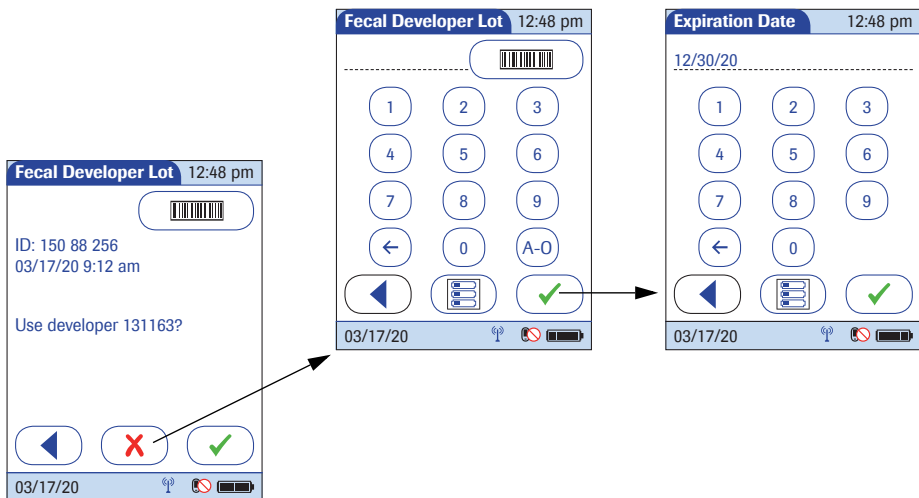 Fecal Developer Lot 12:48 pm
ID: 150 88 256
03/17/20 9:12 am
Use developer 131163?
03/17/20
Fecal Developer Lot 12:48 pm
1 2 3
4 5 6
7 8 9
0 A-O
03/17/20
Expiration Date 12:48 pm
12/30/20
1 2 3
4 5 6
7 8 9
0
03/17/20